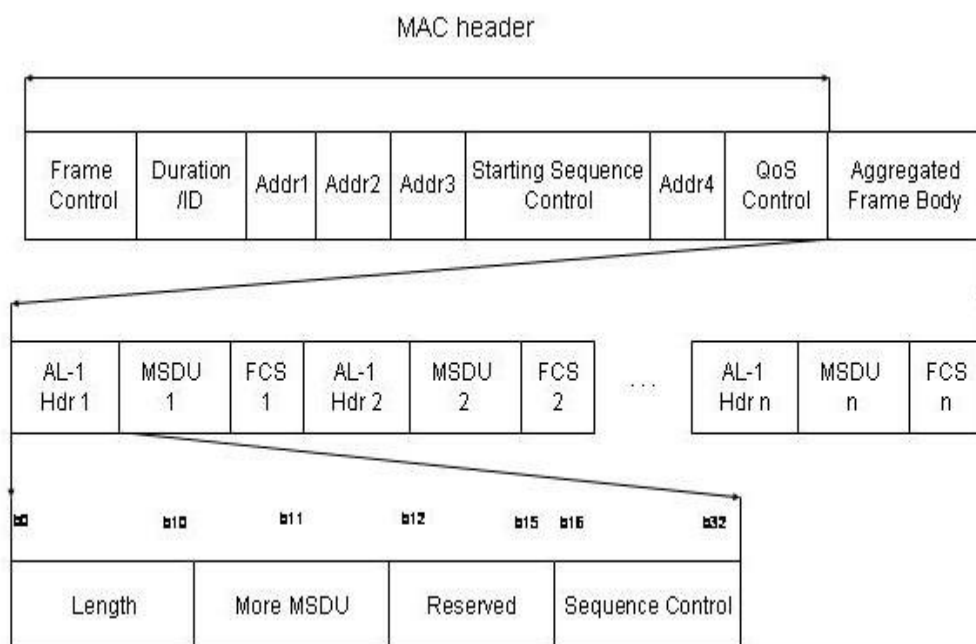 MAC header
Frame Control
Duration /ID
Addr1
Addr2
Addr3
Starting Sequence Control
Addr4
QoS Control
Aggregated Frame Body
AL-1 Hdr 1
MSDU 1
FCS 1
AL-1 Hdr 2
MSDU 2
FCS 2
. . .
AL-1 Hdr n
MSDU n
FCS n
b0
b10
b11
b12
b15
b16
b32
Length
More MSDU
Reserved
Sequence Control